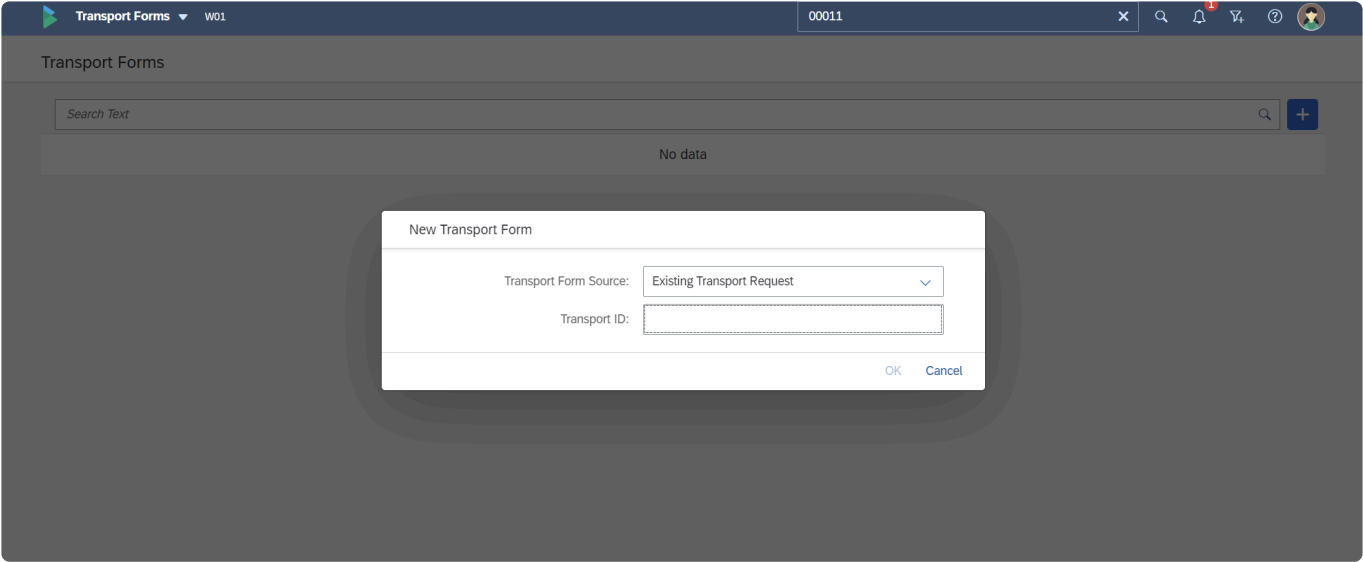 Transport Forms W01 00011 1
Transport Forms
Search Text
No data
New Transport Form
Transport Form Source: Existing Transport Request
Transport ID:
OK Cancel